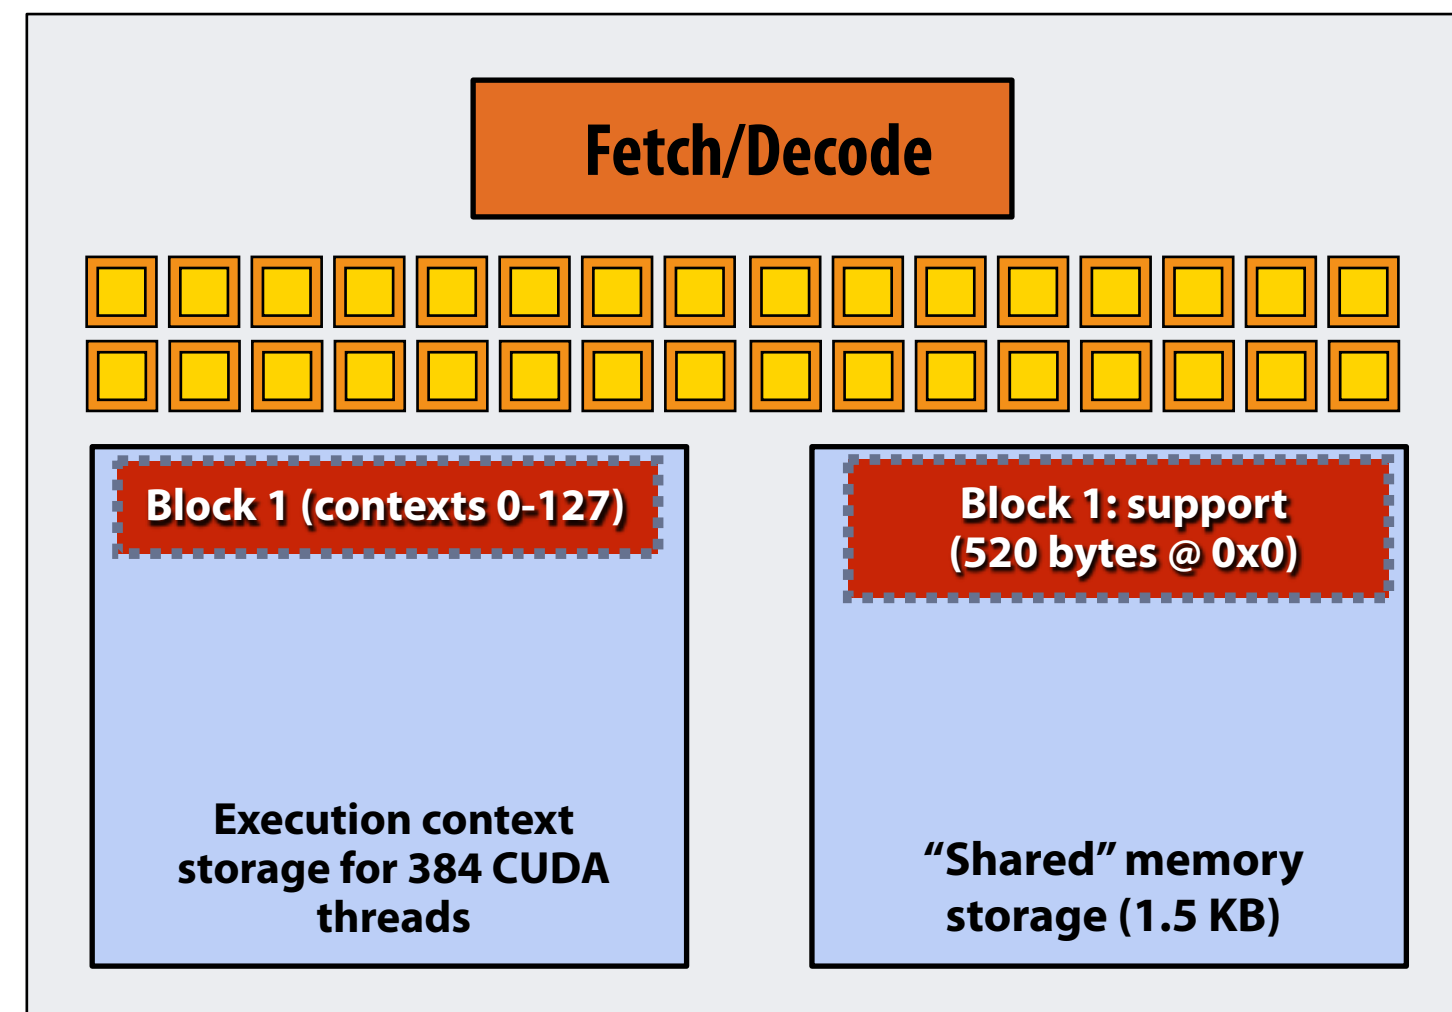 Fetch/Decode
Block 1 (contexts 0-127)
Block 1: support
(520 bytes @ 0x0)
Execution context
storage for 384 CUDA
threads
“Shared” memory
storage (1.5 KB)